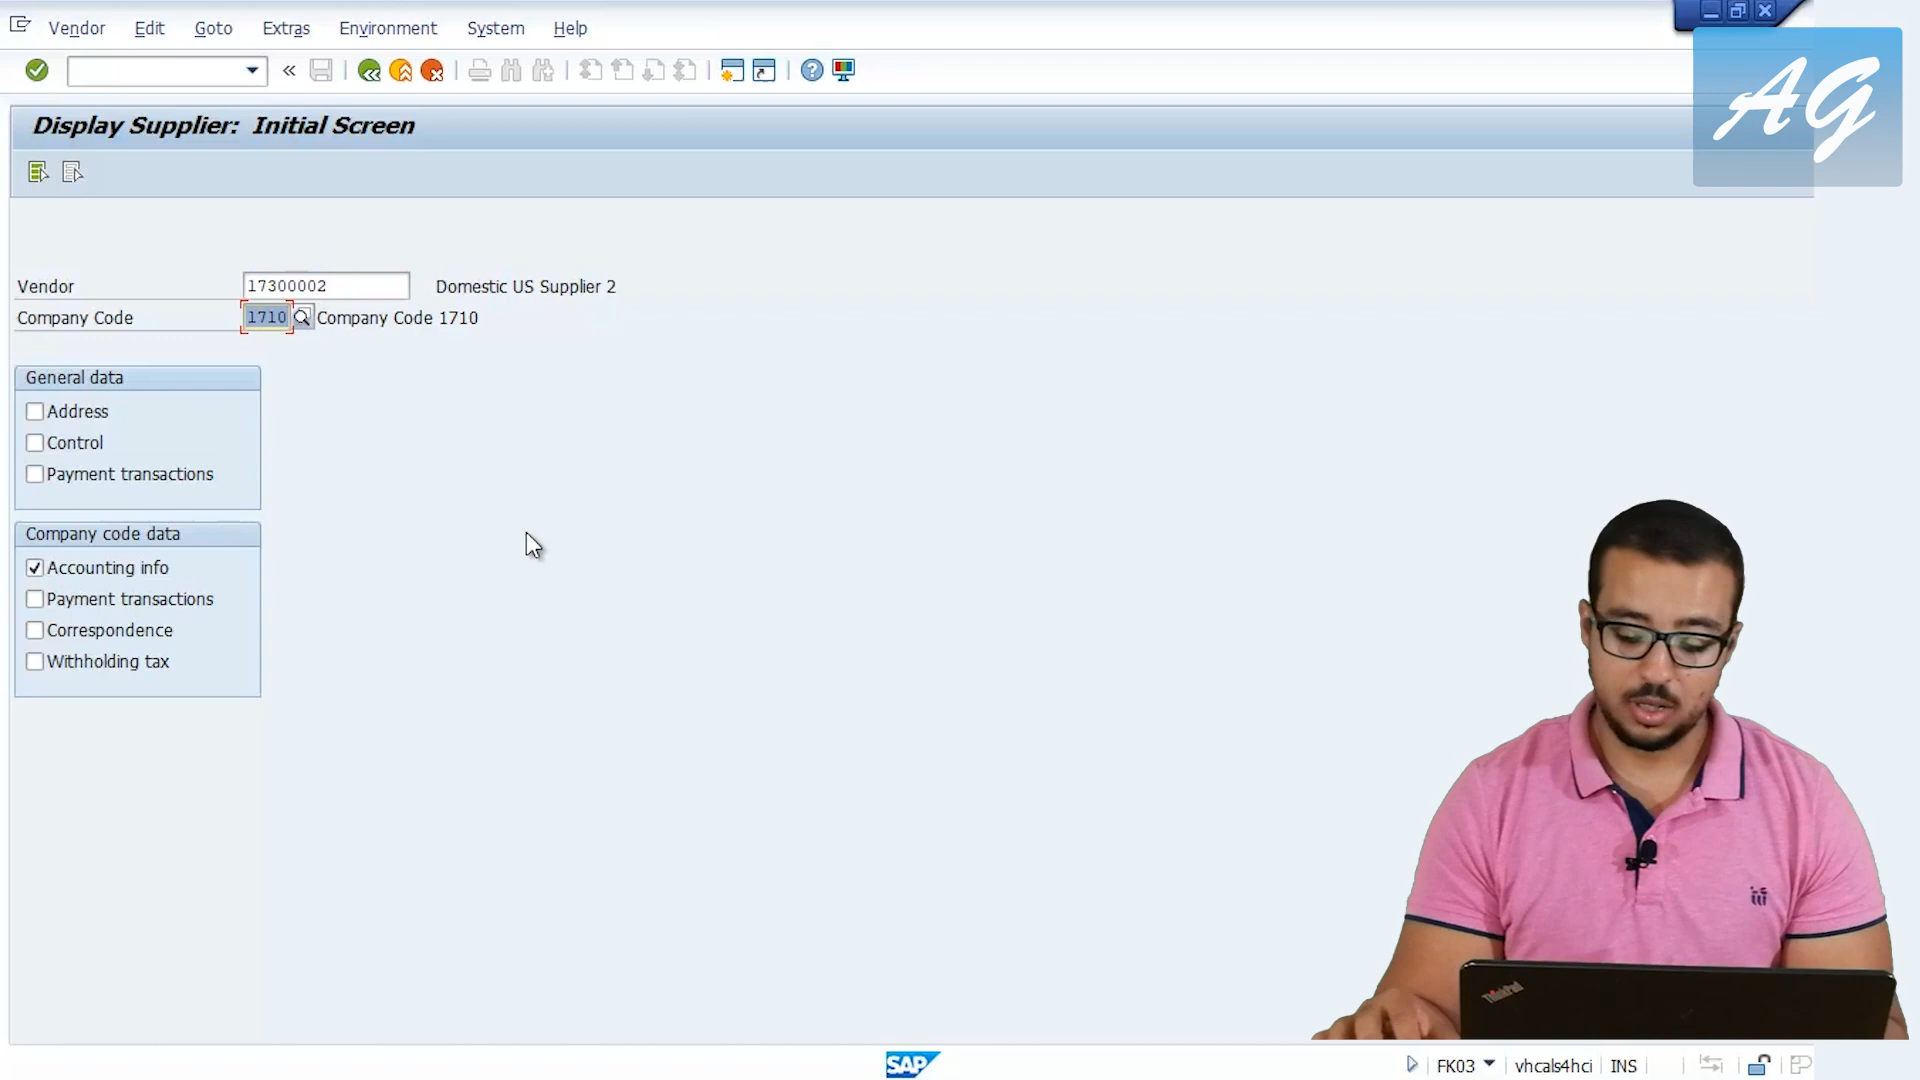 Vendor Edit Goto Extras Environment System Help
AG
Display Supplier: Initial Screen
Vendor 17300002 Domestic US Supplier 2
Company Code 1710 Company Code 1710
General data
Address
Control
Payment transactions
Company code data
Accounting info
Payment transactions
Correspondence
Withholding tax
ThinkPad
SAP FK03 vhcals4hci INS